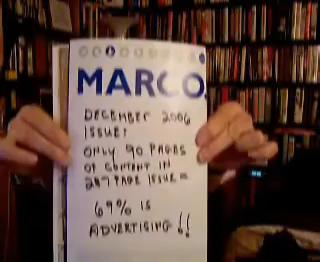 MARCO
DECEMBER 2006
ISSUE:
ONLY 90 PAGES
OF CONTENT IN
287 PAGE ISSUE =
69% IS
ADVERTISING!!